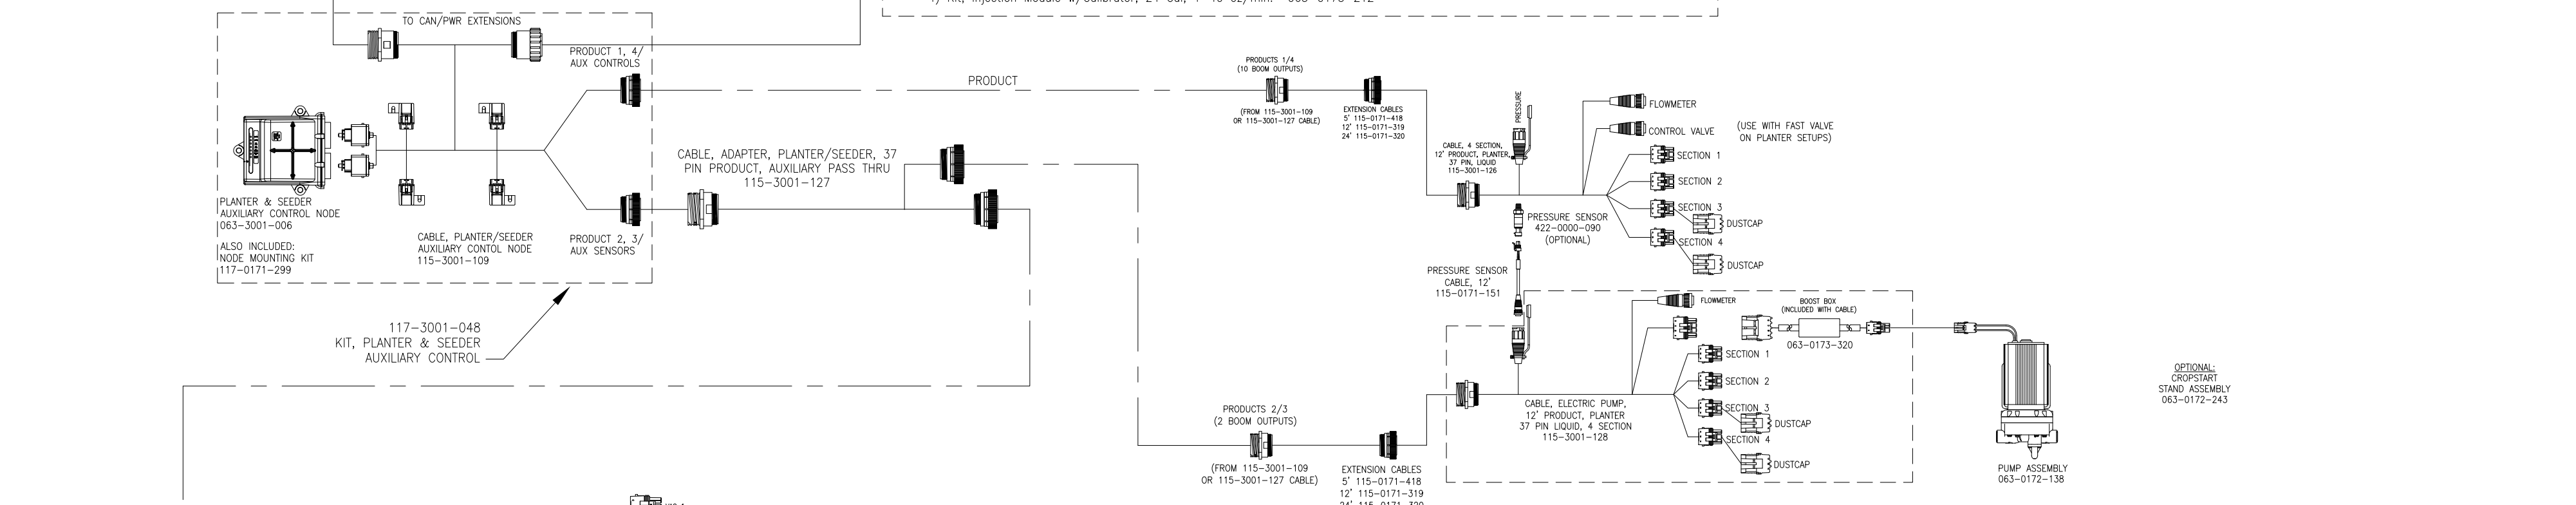 TO CAN/PWR EXTENSIONS
PRODUCT 1, 4/
AUX CONTROLS
PLANTER & SEEDER
AUXILIARY CONTROL NODE
063-3001-006
ALSO INCLUDED:
NODE MOUNTING KIT
117-0171-299
CABLE, PLANTER/SEEDER
AUXILIARY CONTOL NODE
115-3001-109
PRODUCT 2, 3/
AUX SENSORS
117-3001-048
KIT, PLANTER & SEEDER
AUXILIARY CONTROL
CABLE, ADAPTER, PLANTER/SEEDER, 37
PIN PRODUCT, AUXILIARY PASS THRU
115-3001-127
PRODUCT
PRODUCTS 1/4
(10 BOOM OUTPUTS)
(FROM 115-3001-109
OR 115-3001-127 CABLE)
EXTENSION CABLES
5' 115-0171-418
12' 115-0171-319
24' 115-0171-320
CABLE, 4 SECTION,
12' PRODUCT, PLANTER,
37 PIN, LIQUID
115-3001-126
PRESSURE
FLOWMETER
CONTROL VALVE
(USE WITH FAST VALVE
ON PLANTER SETUPS)
SECTION 1
SECTION 2
SECTION 3
DUSTCAP
SECTION 4
DUSTCAP
PRESSURE SENSOR
422-0000-090
(OPTIONAL)
PRESSURE SENSOR
CABLE, 12'
115-0171-151
FLOWMETER
BOOST BOX
(INCLUDED WITH CABLE)
063-0173-320
SECTION 1
SECTION 2
SECTION 3
DUSTCAP
SECTION 4
DUSTCAP
CABLE, ELECTRIC PUMP,
12' PRODUCT, PLANTER
37 PIN LIQUID, 4 SECTION
115-3001-128
PRODUCTS 2/3
(2 BOOM OUTPUTS)
(FROM 115-3001-109
OR 115-3001-127 CABLE)
EXTENSION CABLES
5' 115-0171-418
12' 115-0171-319
24' 115-0171-320
PUMP ASSEMBLY
063-0172-138
OPTIONAL:
CROPSTART
STAND ASSEMBLY
063-0172-243